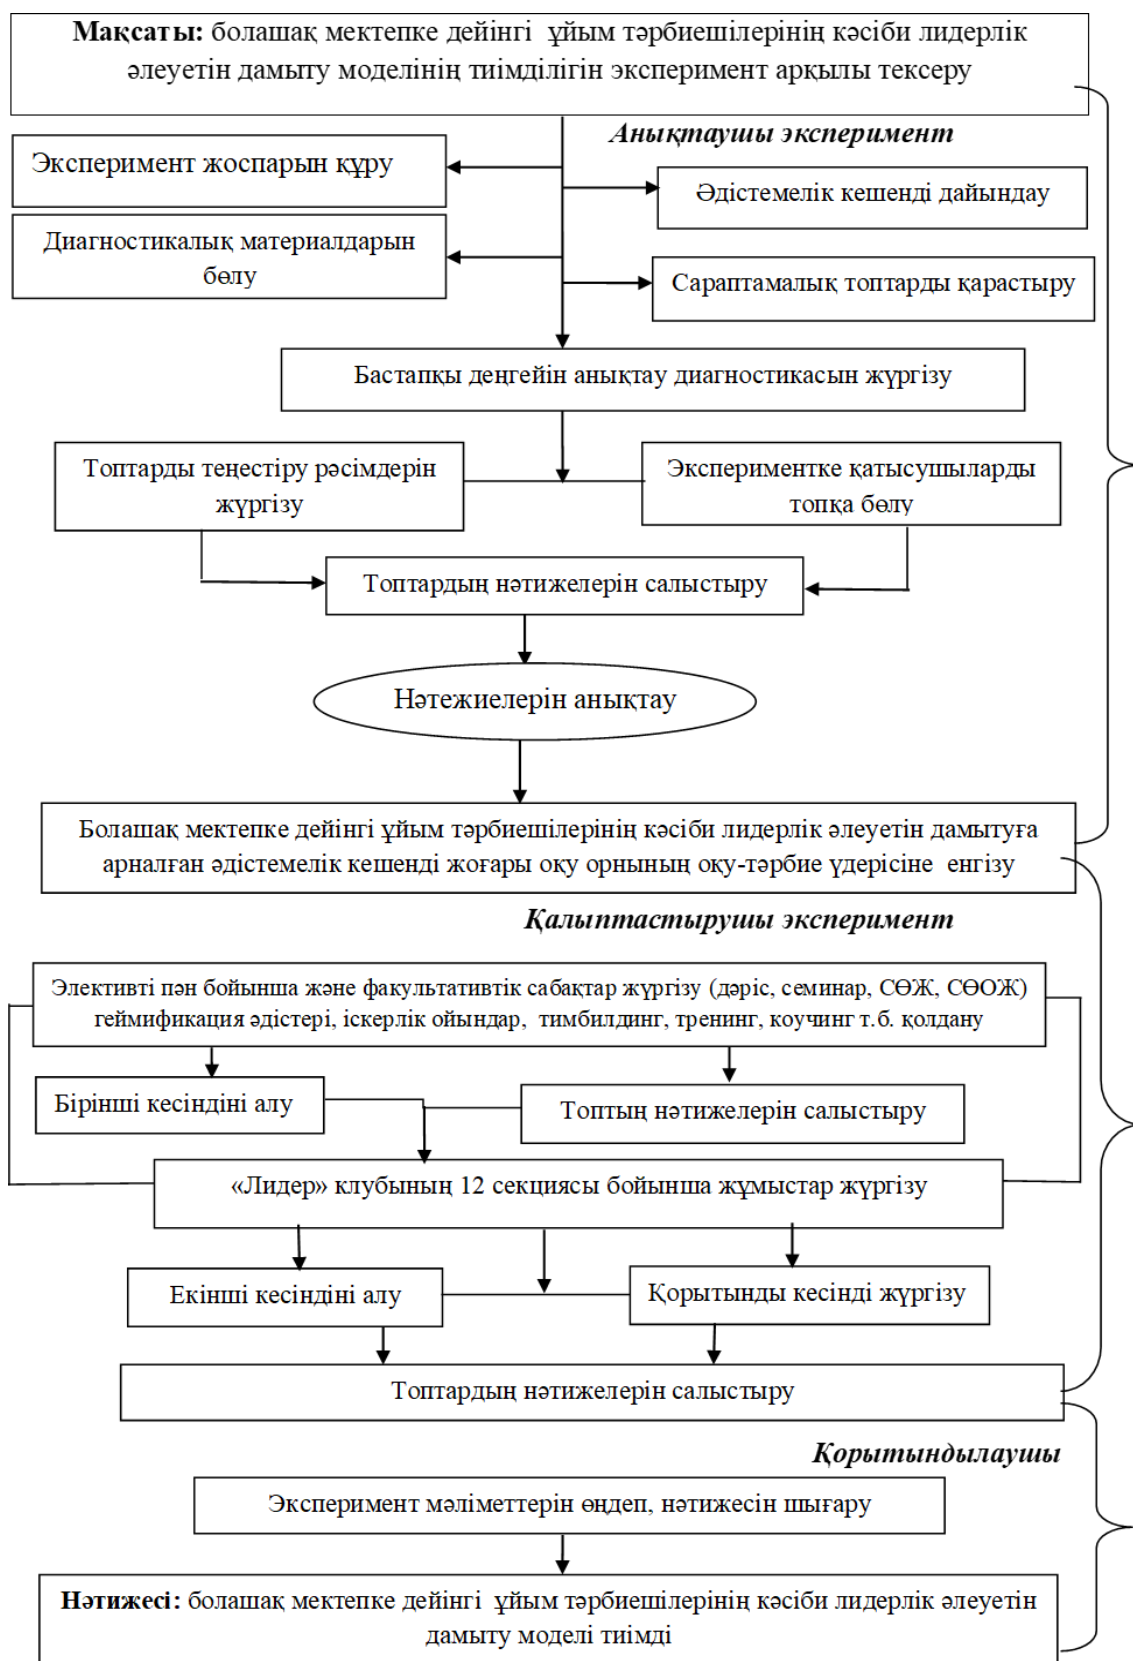 Мақсаты: болашақ мектепке дейінгі ұйым тәрбиешілерінің кәсіби лидерлік
әлеуетін дамыту моделінің тиімділігін эксперимент арқылы тексеру
Анықтаушы эксперимент
Эксперимент жоспарын құру
Әдістемелік кешенді дайындау
Диагностикалық материалдарын
бөлу
Сараптамалық топтарды қарастыру
Бастапқы деңгейін анықтау диагностикасын жүргізу
Топтарды теңестіру рәсімдерін
жүргізу
Экспериментке қатысушыларды
топқа бөлу
Топтардың нәтижелерін салыстыру
Нәтежиелерін анықтау
Болашақ мектепке дейінгі ұйым тәрбиешілерінің кәсіби лидерлік әлеуетін дамытуға
арналған әдістемелік кешенді жоғары оқу орнының оқу-тәрбие үдерісіне енгізу
Қалыптастырушы эксперимент
Элективті пән бойынша және факультативтік сабақтар жүргізу (дәріс, семинар, СӨЖ, СӨОЖ)
геймификация әдістері, іскерлік ойындар, тимбилдинг, тренинг, коучинг т.б. қолдану
Бірінші кесіндіні алу
Топтың нәтижелерін салыстыру
«Лидер» клубының 12 секциясы бойынша жұмыстар жүргізу
Екінші кесіндіні алу
Қорытынды кесінді жүргізу
Топтардың нәтижелерін салыстыру
Қорытындылаушы
Эксперимент мәліметтерін өңдеп, нәтижесін шығару
Нәтижесі: болашақ мектепке дейінгі ұйым тәрбиешілерінің кәсіби лидерлік әлеуетін
дамыту моделі тиімді